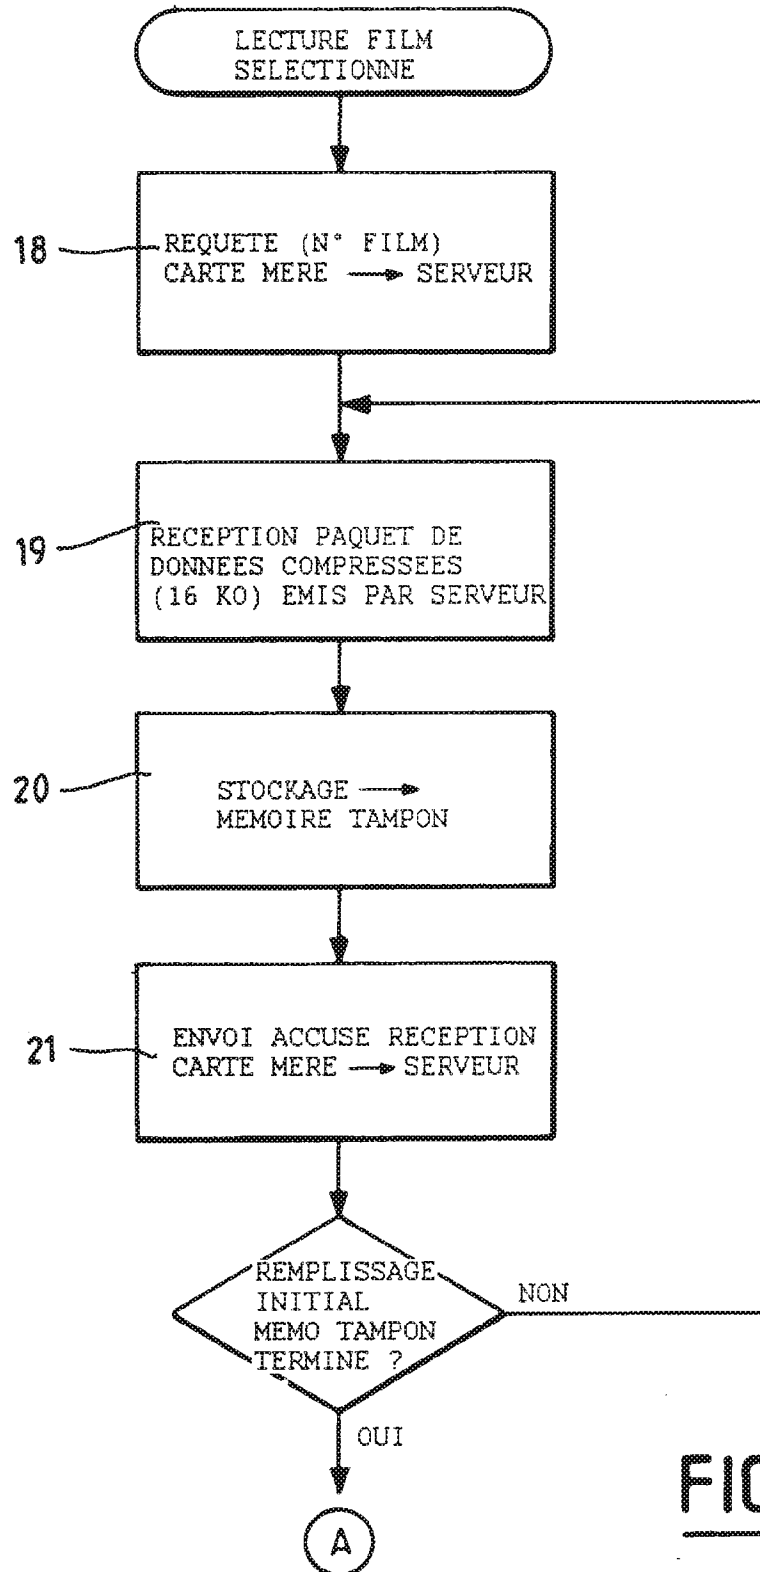 LECTURE FILM
SELECTIONNE
18
REQUETE (N° FILM)
CARTE MERE → SERVEUR
19
RECEPTION PAQUET DE
DONNEES COMPRESSEES
(16 KO) EMIS PAR SERVEUR
20
STOCKAGE →
MEMOIRE TAMPON
21
ENVOI ACCUSE RECEPTION
CARTE MERE → SERVEUR
REMPLISSAGE
INITIAL
MEMO TAMPON
TERMINE ?
NON
OUI
A